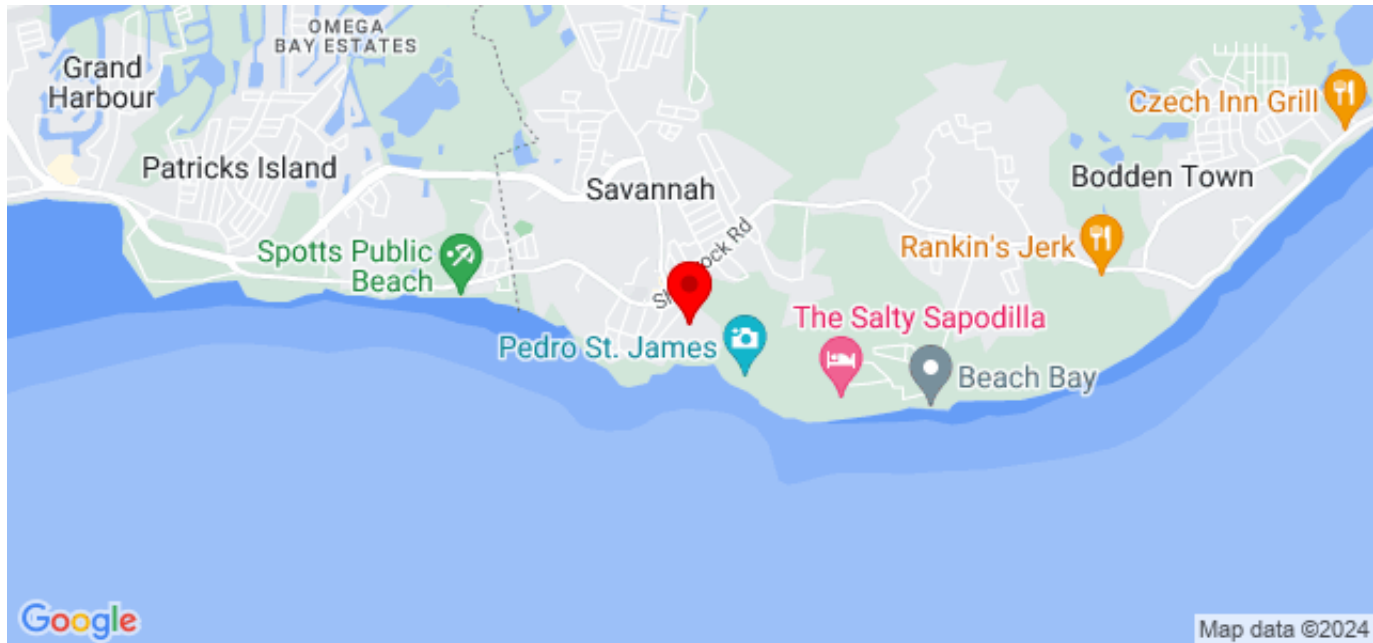 OMEGA
BAY ESTATES
Grand
Harbour
Czech Inn Grill
Patricks Island
Savannah
Bodden Town
Spotts Public
Beach
Rankin's Jerk
The Salty Sapodilla
Pedro St. James
Beach Bay
Google
Map data ©2024